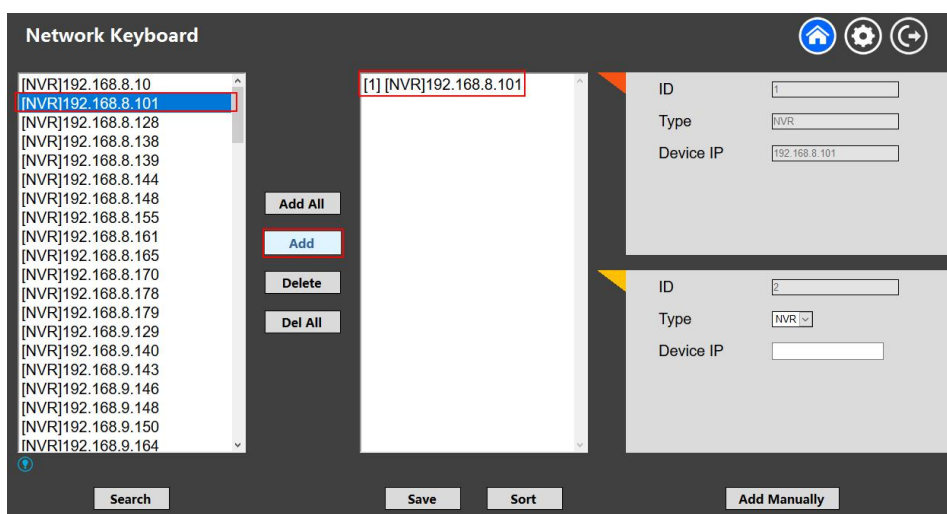 Network Keyboard
[NVR]192.168.8.10
[NVR]192.168.8.101
[NVR]192.168.8.128
[NVR]192.168.8.138
[NVR]192.168.8.139
[NVR]192.168.8.144
[NVR]192.168.8.148
[NVR]192.168.8.155
[NVR]192.168.8.161
[NVR]192.168.8.165
[NVR]192.168.8.170
[NVR]192.168.8.178
[NVR]192.168.8.179
[NVR]192.168.9.129
[NVR]192.168.9.140
[NVR]192.168.9.143
[NVR]192.168.9.146
[NVR]192.168.9.148
[NVR]192.168.9.150
[NVR]192.168.9.164
Add All
Add
Delete
Del All
[1] [NVR]192.168.8.101
ID 1
Type NVR
Device IP 192.168.8.101
ID 2
Type NVR
Device IP
Search
Save
Sort
Add Manually